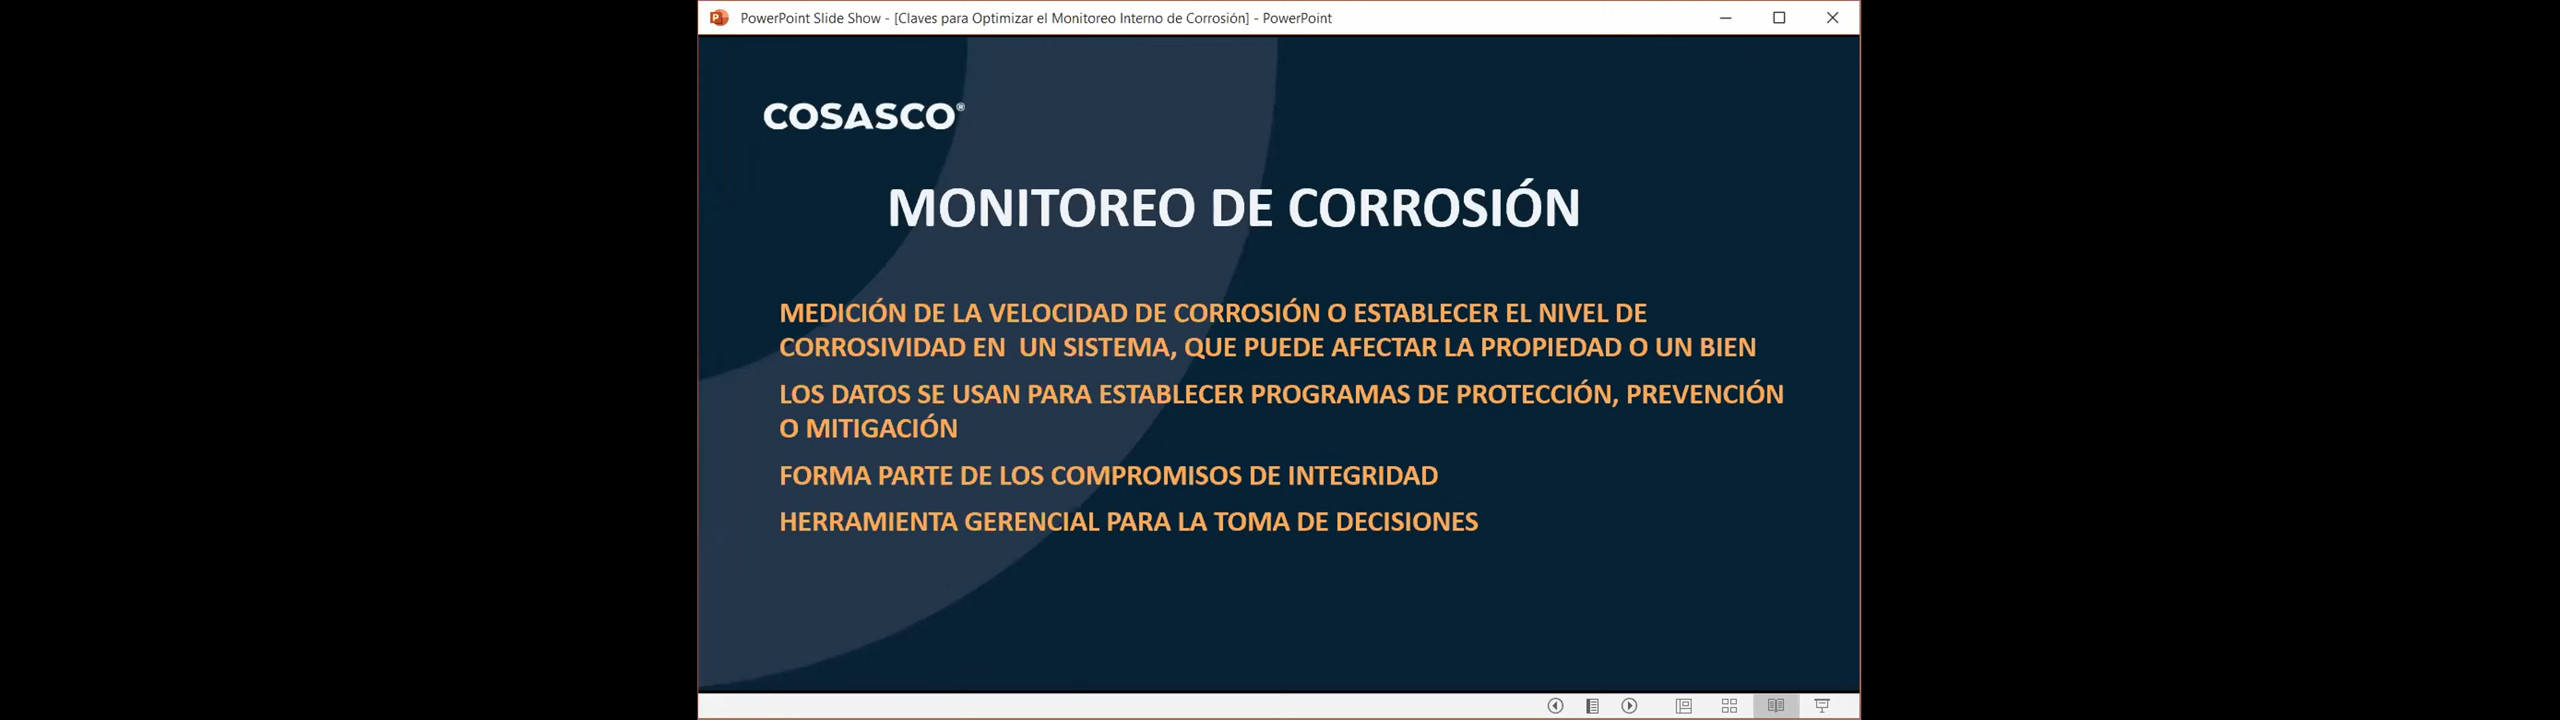 PowerPoint Slide Show - [Claves para Optimizar el Monitoreo Interno de Corrosión] - PowerPoint
COSASCO®
MONITOREO DE CORROSIÓN
MEDICIÓN DE LA VELOCIDAD DE CORROSIÓN O ESTABLECER EL NIVEL DE
CORROSIVIDAD EN UN SISTEMA, QUE PUEDE AFECTAR LA PROPIEDAD O UN BIEN
LOS DATOS SE USAN PARA ESTABLECER PROGRAMAS DE PROTECCIÓN, PREVENCIÓN
O MITIGACIÓN
FORMA PARTE DE LOS COMPROMISOS DE INTEGRIDAD
HERRAMIENTA GERENCIAL PARA LA TOMA DE DECISIONES